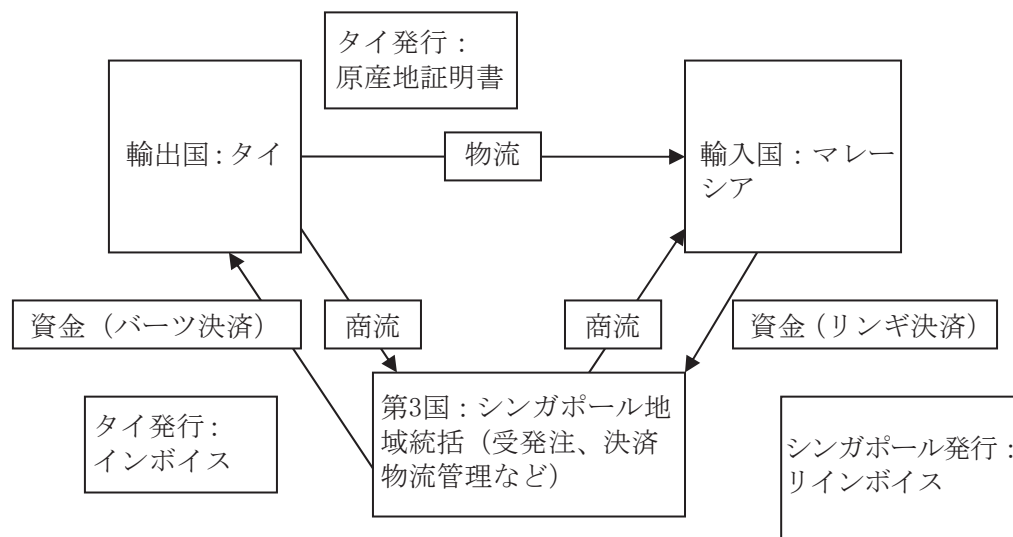 タイ発行：
原産地証明書
輸出国：タイ
物流
輸入国：マレー
シア
資金（バーツ決済）
商流
商流
資金（リンギ決済）
タイ発行：
インボイス
第3国：シンガポール地
域統括（受発注、決済
物流管理など）
シンガポール発行：
リインボイス